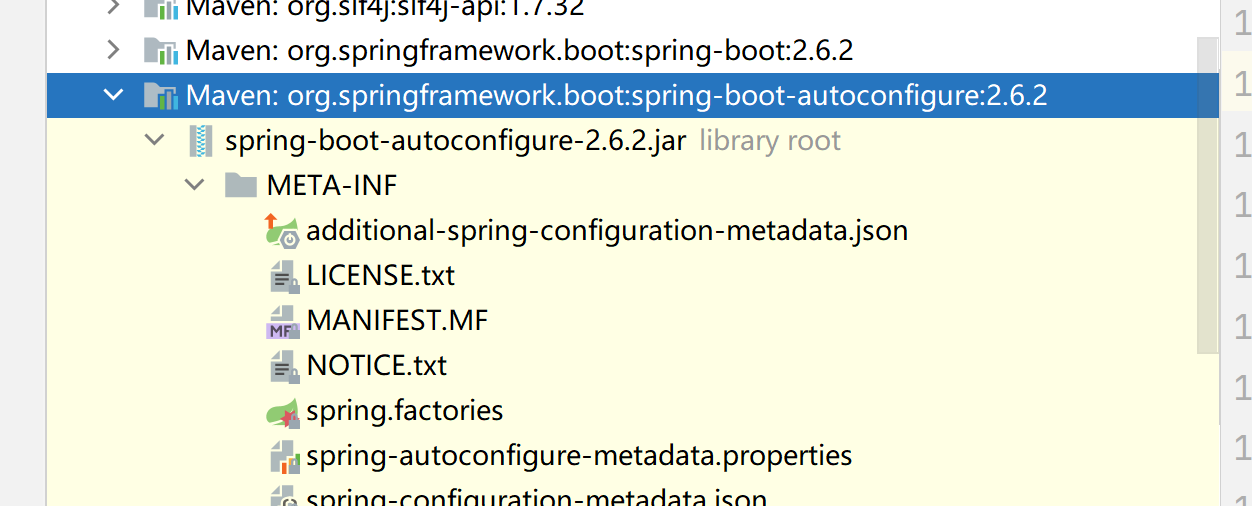 Maven: org.slf4j:slf4j-api:1.7.32
Maven: org.springframework.boot:spring-boot:2.6.2
Maven: org.springframework.boot:spring-boot-autoconfigure:2.6.2
spring-boot-autoconfigure-2.6.2.jar library root
META-INF
additional-spring-configuration-metadata.json
LICENSE.txt
MF MANIFEST.MF
NOTICE.txt
spring.factories
spring-autoconfigure-metadata.properties
spring-configuration-metadata.json
1
1
1
1
1
1
1
1
1